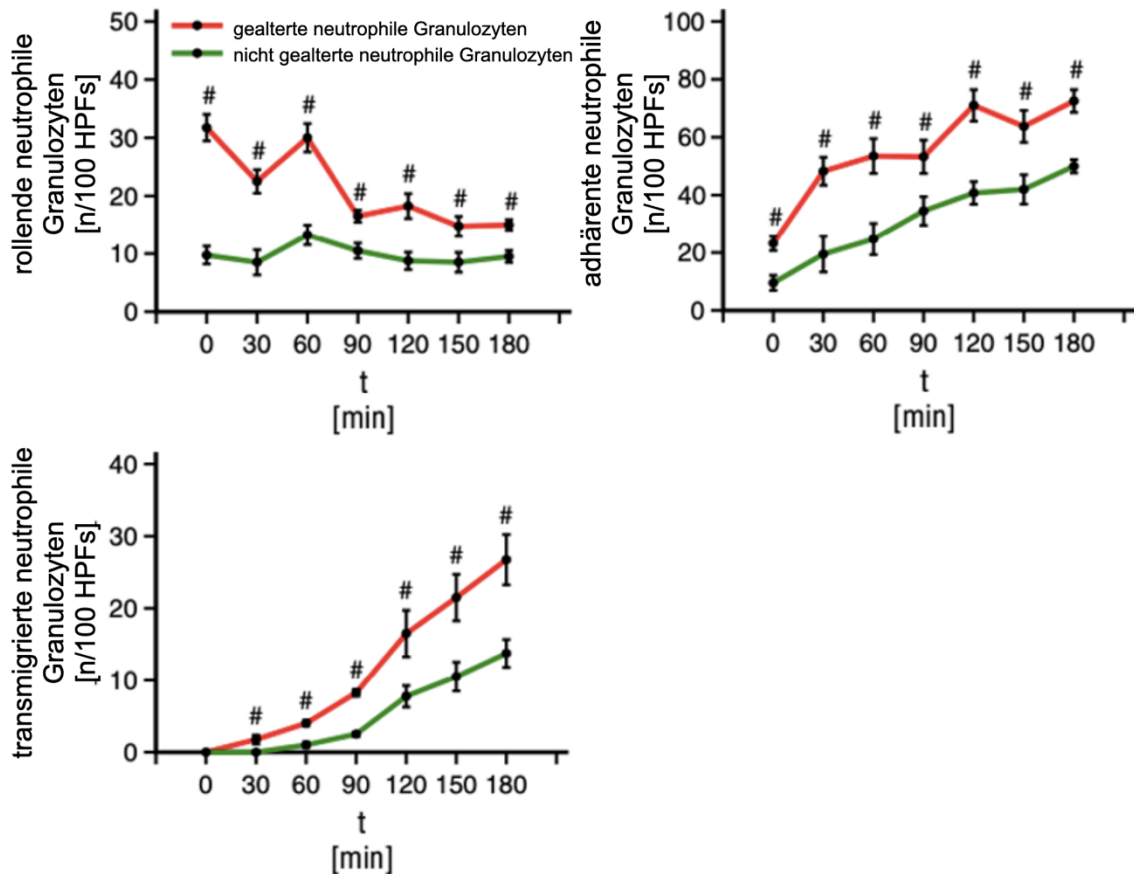 gealterte neutrophile Granulozyten
nicht gealterte neutrophile Granulozyten
rollende neutrophile
Granulozyten
[n/100 HPFs]
50
40
30
20
10
0
# # # # # # #
0 30 60 90 120 150 180
t
[min]
adhärente neutrophile
Granulozyten
[n/100 HPFs]
100
80
60
40
20
0
# # # # # # #
0 30 60 90 120 150 180
t
[min]
transmigrierte neutrophile
Granulozyten
[n/100 HPFs]
40
30
20
10
0
# # # # # #
0 30 60 90 120 150 180
t
[min]